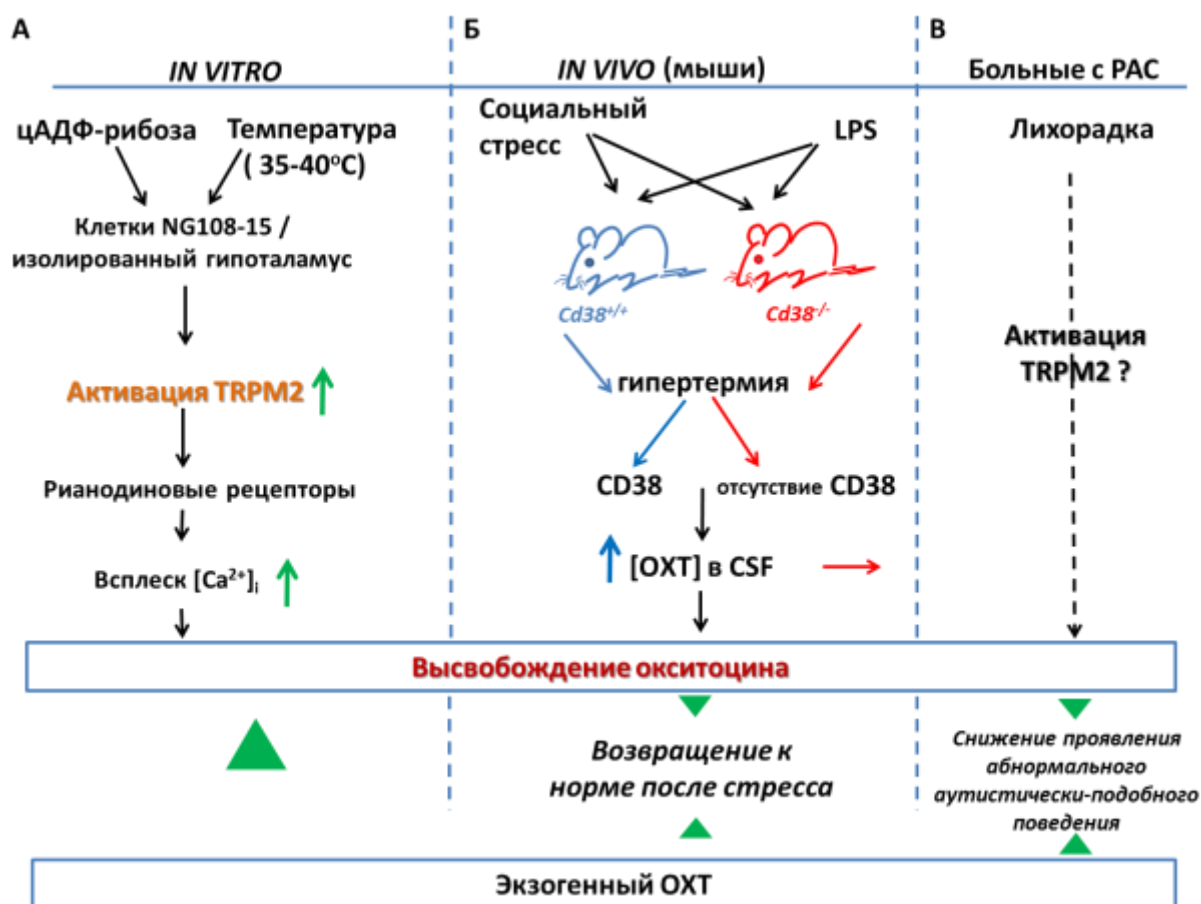 А
IN VITRO
цАДФ-рибоза
Температура
( 35-40°С)
Клетки NG108-15 /
изолированный гипоталамус
Активация TRPM2
Рианодиновые рецепторы
Всплеск [Ca²⁺]ᵢ
Б
IN VIVO (мыши)
Социальный
стресс
LPS
Cd38⁺/⁺
Cd38⁻/⁻
гипертермия
CD38
отсутствие CD38
[OXT] в CSF
В
Больные с РАС
Лихорадка
Активация
TRPM2 ?
Высвобождение окситоцина
Возвращение к
норме после стресса
Снижение проявления
абнормального
аутистически-подобного
поведения
Экзогенный ОХТ